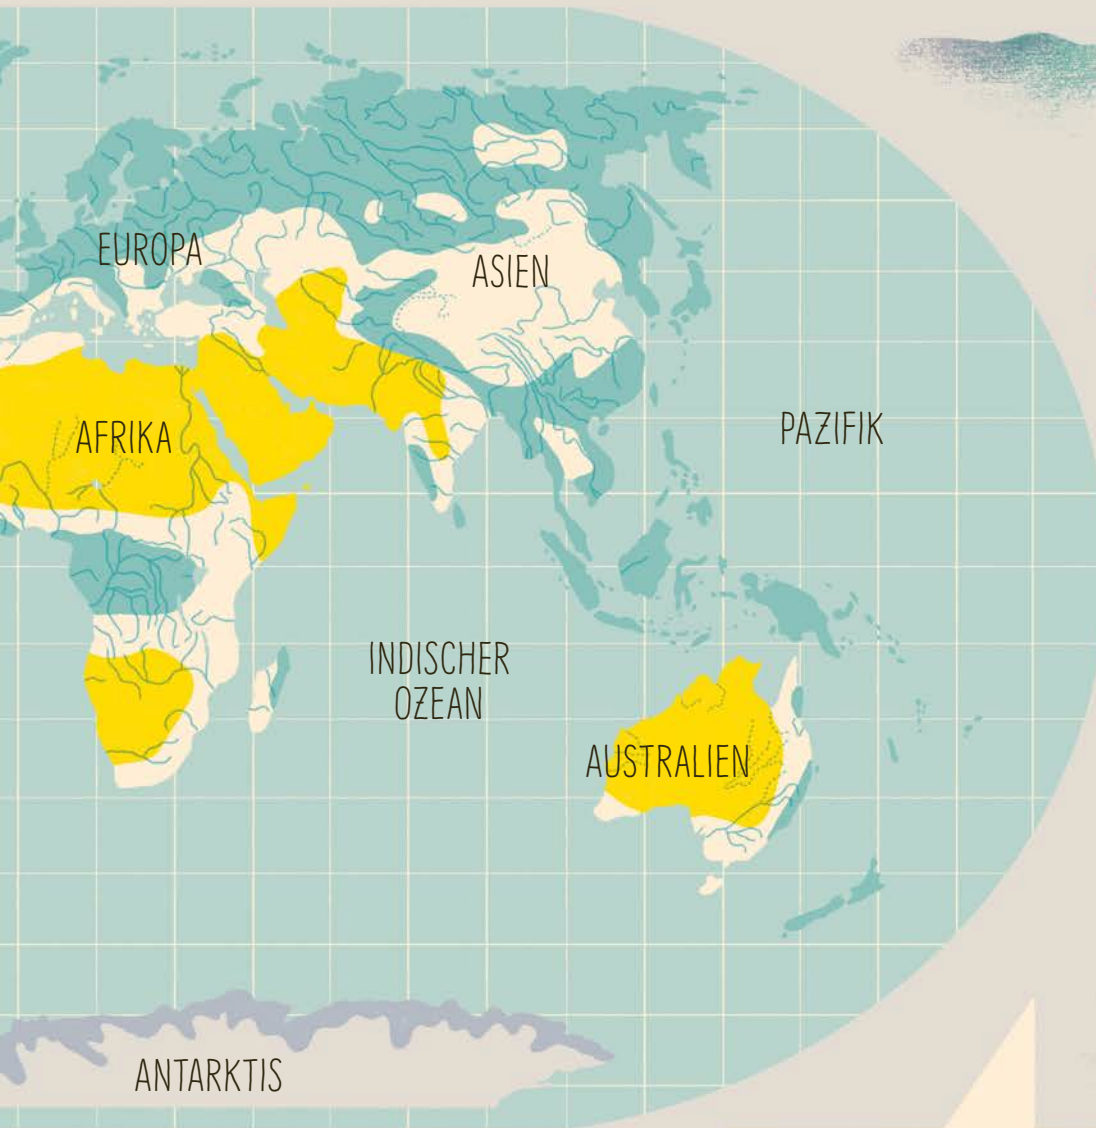 EUROPA
ASIEN
AFRIKA
PAZIFIK
INDISCHER
OZEAN
AUSTRALIEN
ANTARKTIS